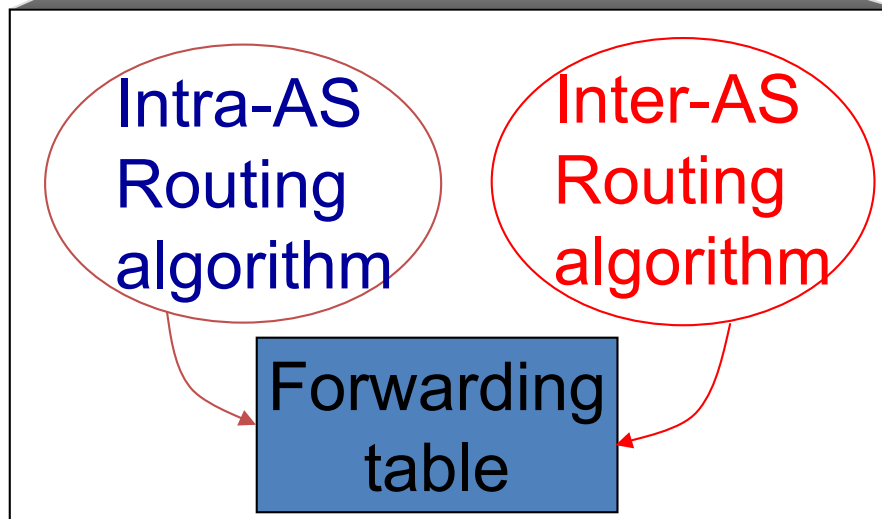 Intra-AS
Routing
algorithm
Inter-AS
Routing
algorithm
Forwarding
table